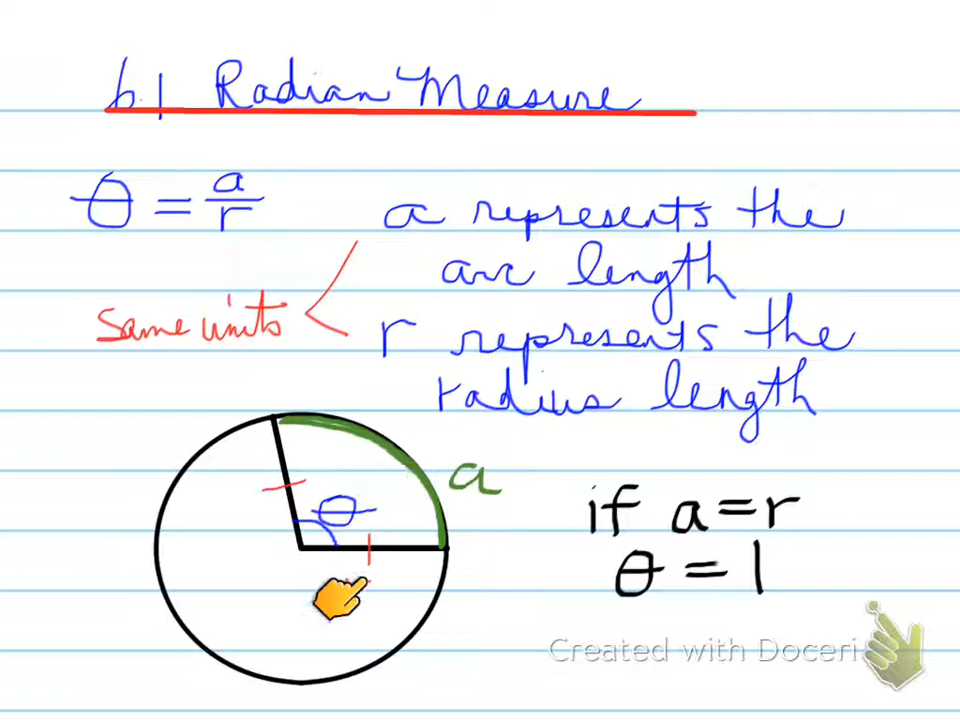 6.1 Radian Measure
θ = a/r
a represents the
arc length
same units
r represents the
radius length
a
θ
if a = r
θ = 1
Created with Doceri